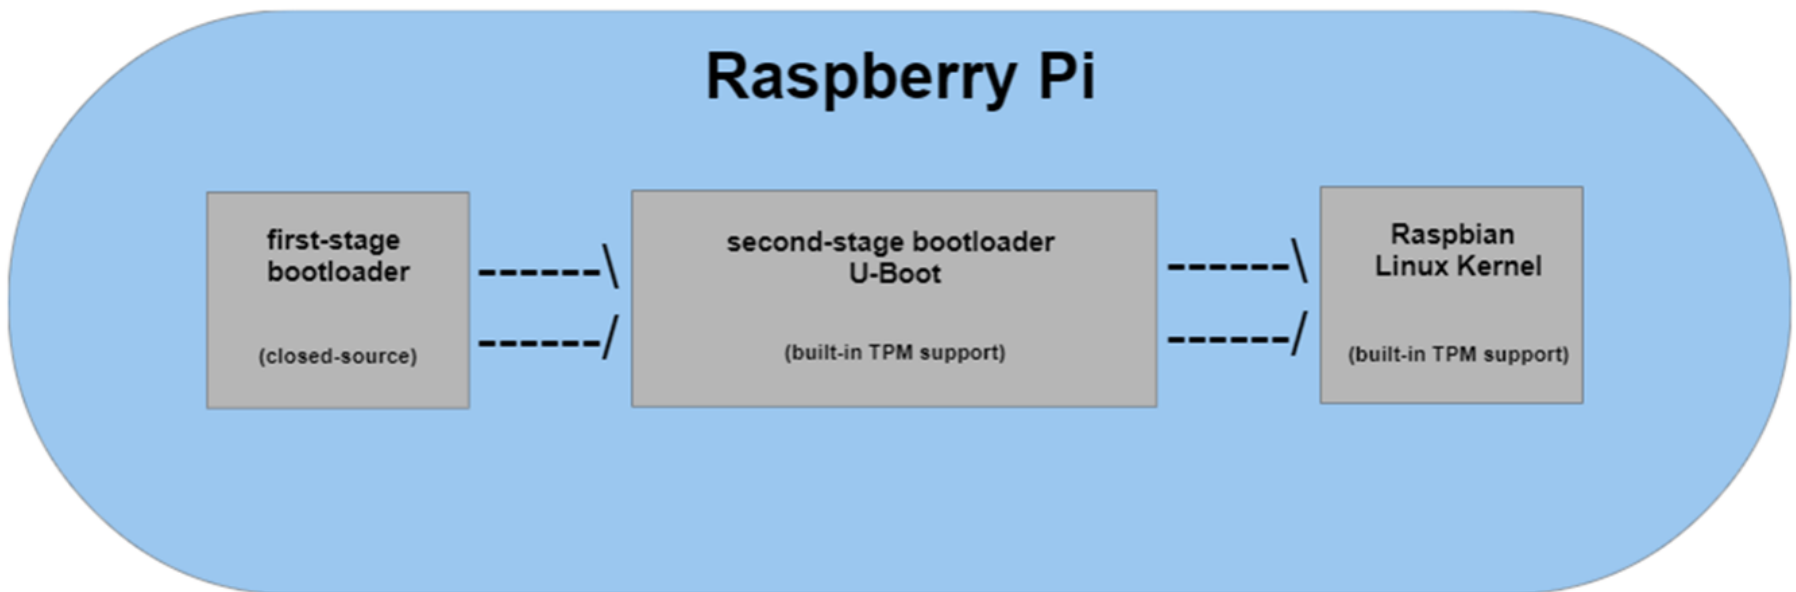 Raspberry Pi
first-stage
bootloader
(closed-source)
------\
------/
second-stage bootloader
U-Boot
(built-in TPM support)
------\
------/
Raspbian
Linux Kernel
(built-in TPM support)